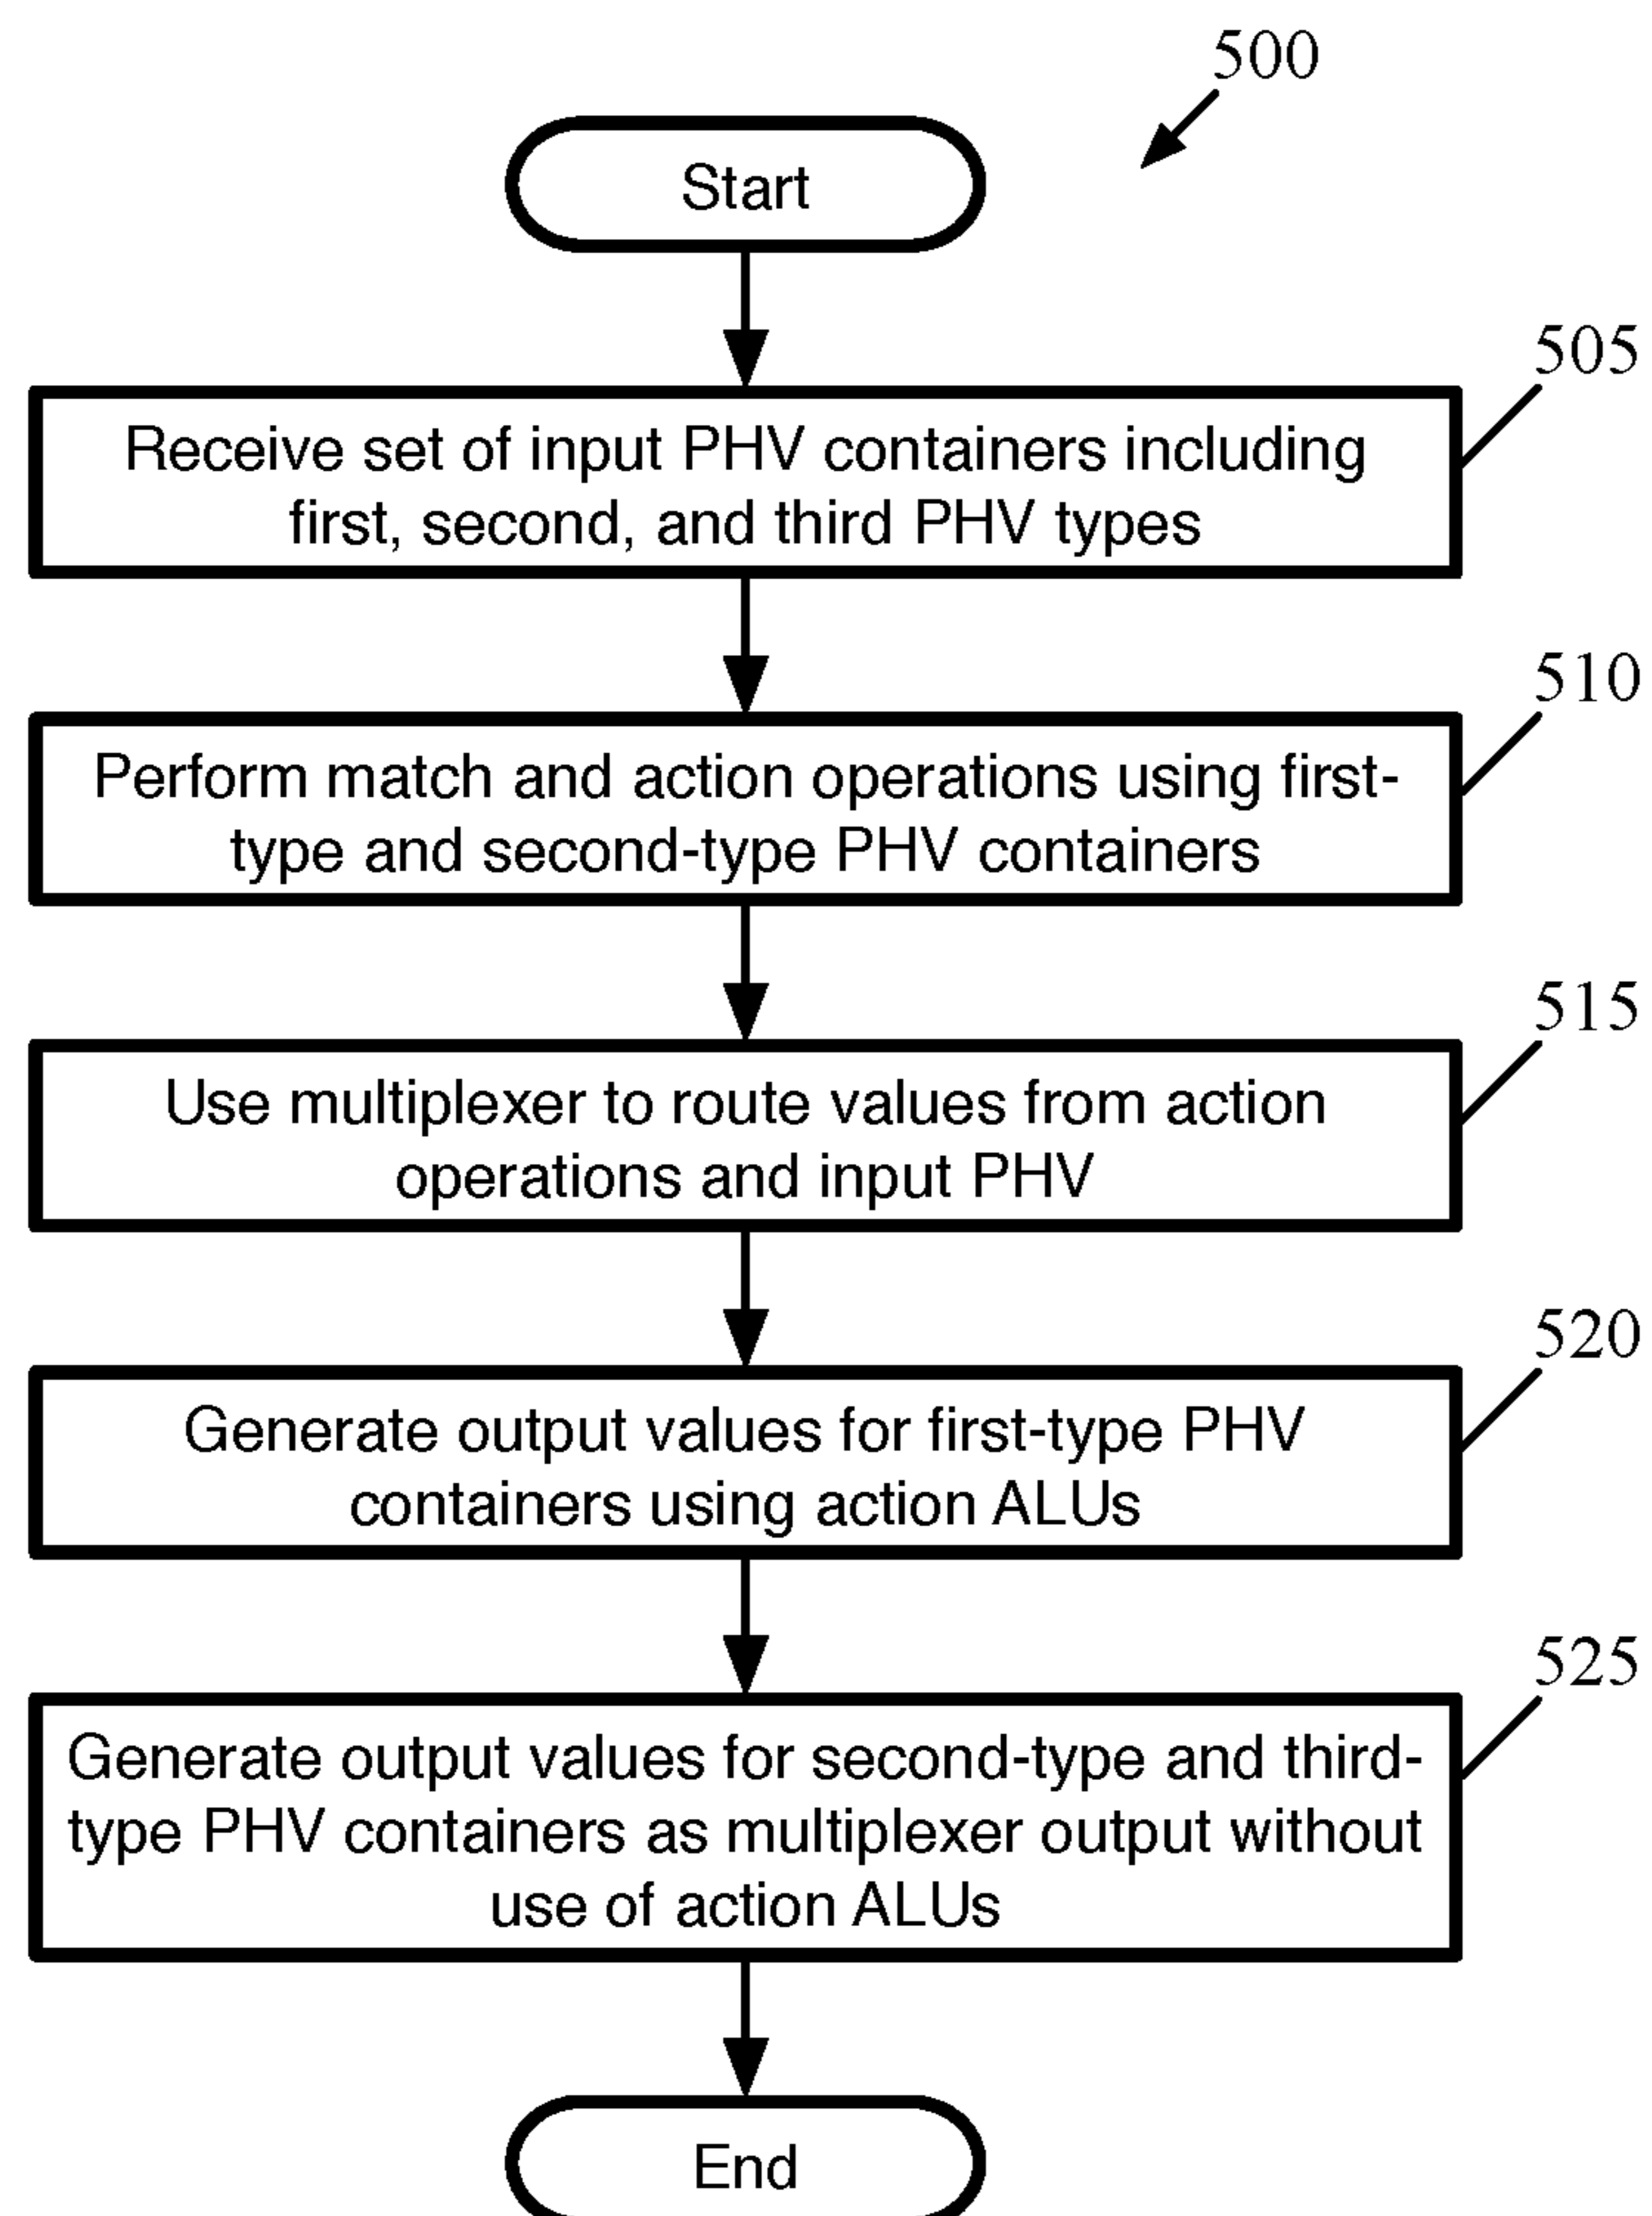 500
Start
505
Receive set of input PHV containers including
first, second, and third PHV types
510
Perform match and action operations using first-
type and second-type PHV containers
515
Use multiplexer to route values from action
operations and input PHV
520
Generate output values for first-type PHV
containers using action ALUs
525
Generate output values for second-type and third-
type PHV containers as multiplexer output without
use of action ALUs
End